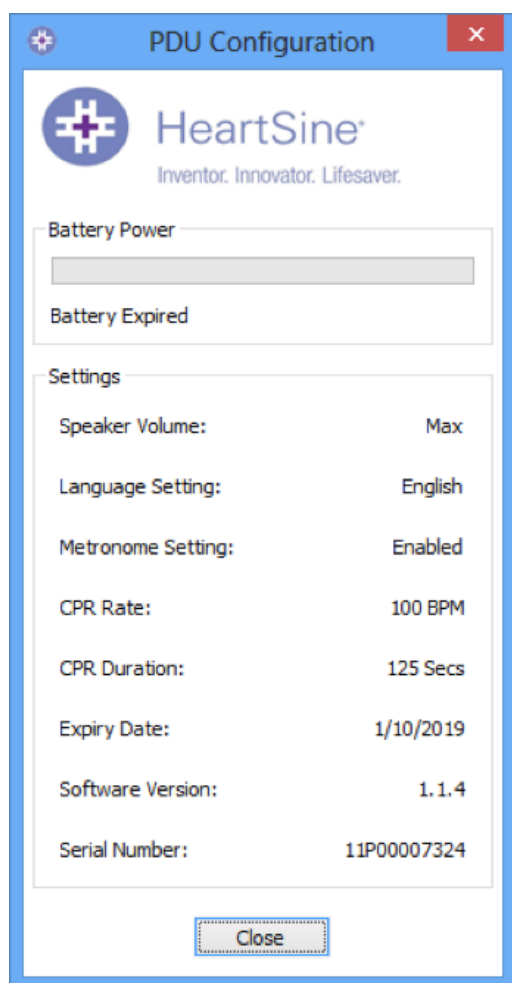 PDU Configuration
x
HeartSine
Inventor. Innovator. Lifesaver.
Battery Power
Battery Expired
Settings
Speaker Volume: Max
Language Setting: English
Metronome Setting: Enabled
CPR Rate: 100 BPM
CPR Duration: 125 Secs
Expiry Date: 1/10/2019
Software Version: 1.1.4
Serial Number: 11P00007324
Close